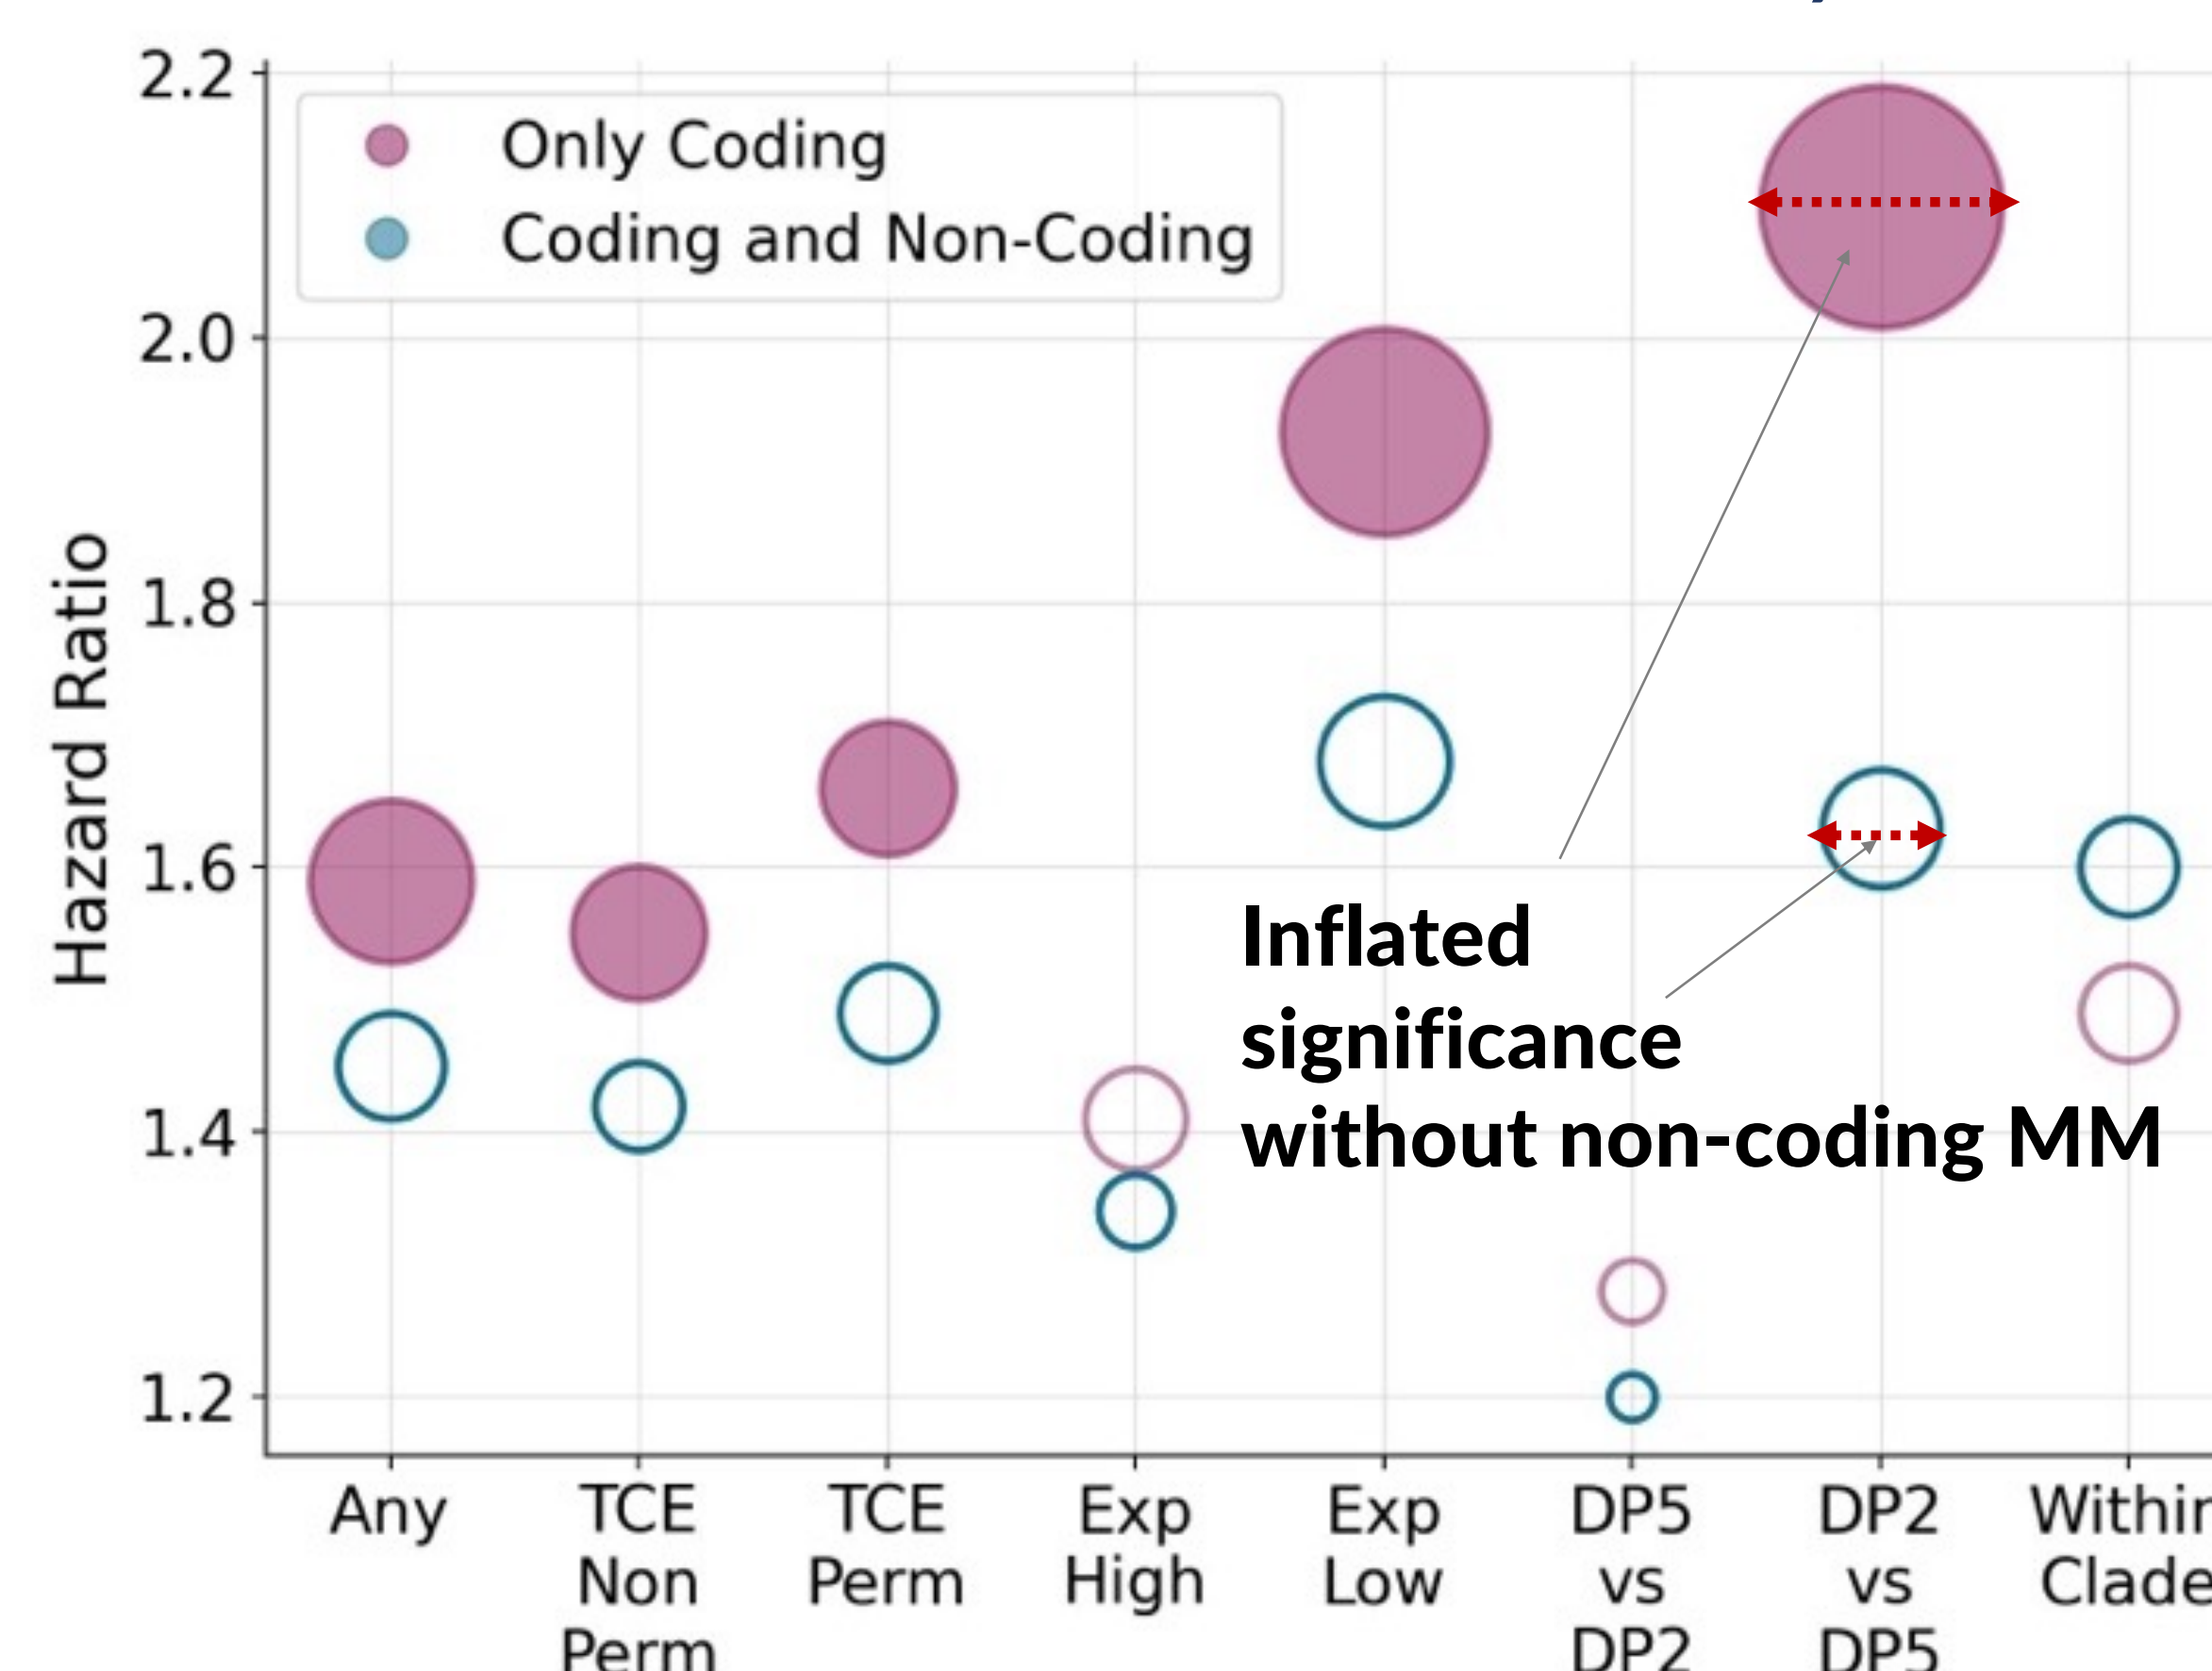 2.2
Only Coding
Coding and Non-Coding
2.0
1.8
Hazard Ratio
1.6
Inflated
significance
without non-coding MM
1.4
1.2
Any
TCE
Non
Perm
TCE
Perm
Exp
High
Exp
Low
DP5
vs
DP2
DP2
vs
DP5
Within
Clade